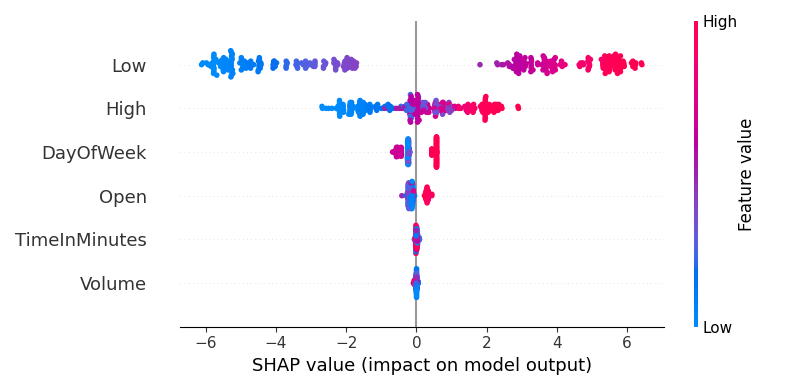 High
Low
High
DayOfWeek
Open
TimeInMinutes
Volume
Feature value
Low
−6 −4 −2 0 2 4 6
SHAP value (impact on model output)